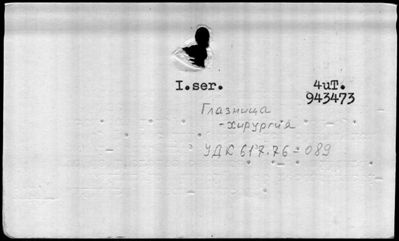 I.ser. 4uT.
943473
Глазница
-хирургия
УДК 617.76=089